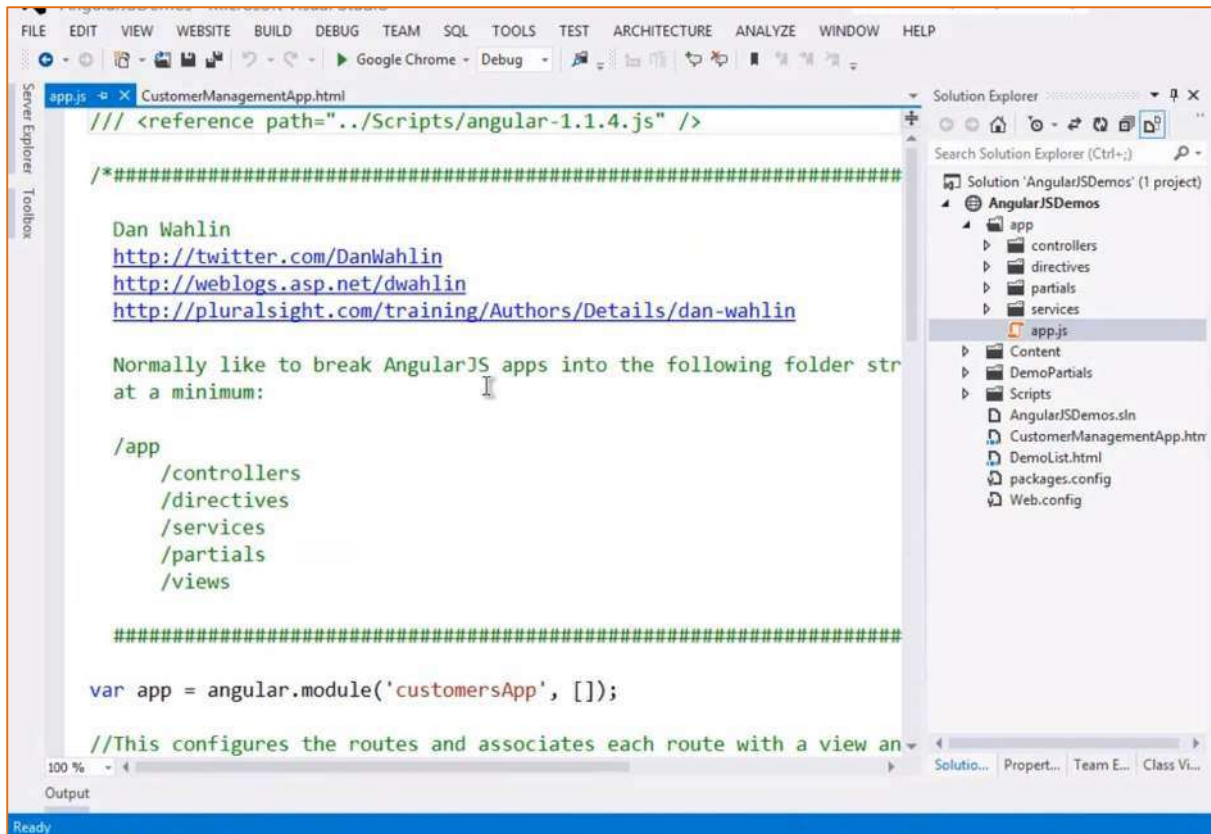 AngularJSDemos - Microsoft Visual Studio
FILE EDIT VIEW WEBSITE BUILD DEBUG TEAM SQL TOOLS TEST ARCHITECTURE ANALYZE WINDOW HELP
Google Chrome Debug
Server Explorer
Toolbox
app.js CustomerManagementApp.html
/// <reference path="../Scripts/angular-1.1.4.js" />
/*###################################################################
Dan Wahlin
http://twitter.com/DanWahlin
http://weblogs.asp.net/dwahlin
http://pluralsight.com/training/Authors/Details/dan-wahlin
Normally like to break AngularJS apps into the following folder str
at a minimum:
/app
/controllers
/directives
/services
/partials
/views
###################################################################
var app = angular.module('customersApp', []);
//This configures the routes and associates each route with a view an
100 %
Output
Ready
Solution Explorer
Search Solution Explorer (Ctrl+;)
Solution 'AngularJSDemos' (1 project)
AngularJSDemos
app
controllers
directives
partials
services
app.js
Content
DemoPartials
Scripts
AngularJSDemos.sln
CustomerManagementApp.htm
DemoList.html
packages.config
Web.config
Solutio... Propert... Team E... Class Vi...